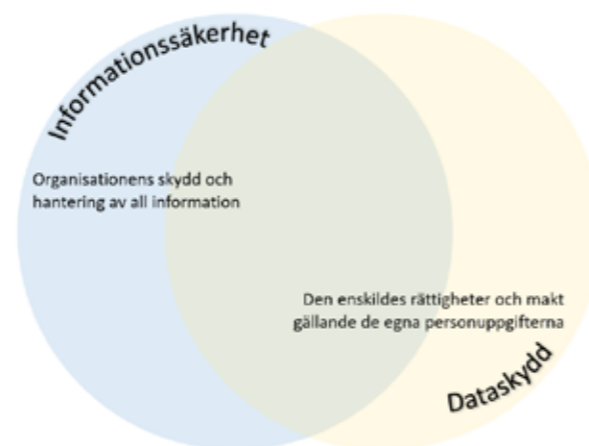 Informationssäkerhet
Organisationens skydd och
hantering av all information
Den enskildes rättigheter och makt
gällande de egna personuppgifterna
Dataskydd